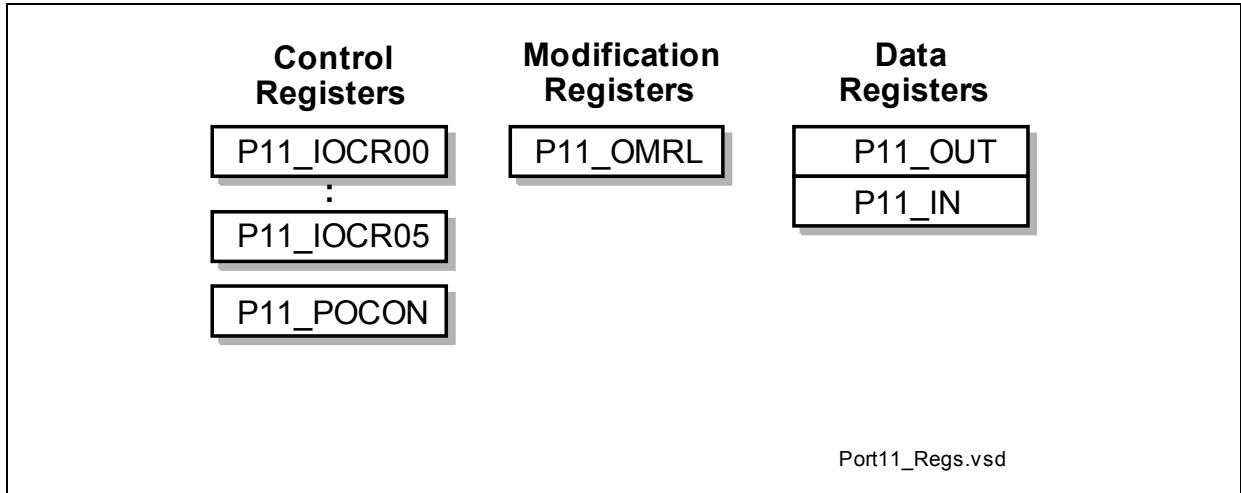 Control
Registers
P11_IOCR00
:
P11_IOCR05
P11_POCON
Modification
Registers
P11_OMRL
Data
Registers
P11_OUT
P11_IN
Port11_Regs.vsd